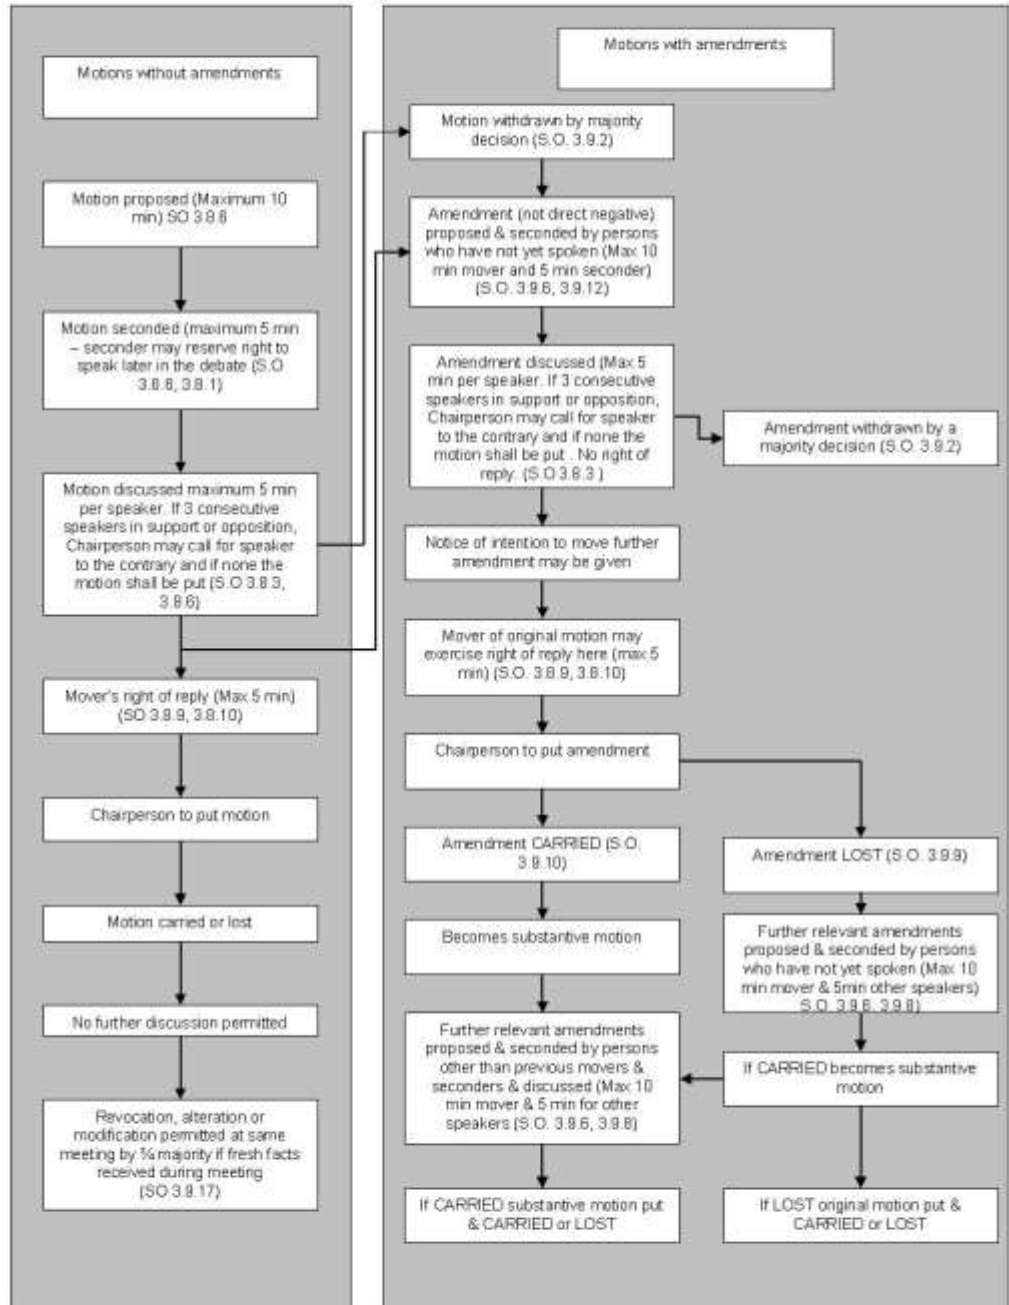 Motions without amendments
Motion proposed (Maximum 10
min) SO 3.8.6
Motion seconded (maximum 5 min
– seconder may reserve right to
speak later in the debate (S.O
3.8.6, 3.8.1)
Motion discussed maximum 5 min
per speaker. If 3 consecutive
speakers in support or opposition,
Chairperson may call for speaker
to the contrary and if none the
motion shall be put (S.O 3.8.3,
3.8.6)
Mover's right of reply (Max 5 min)
(SO 3.8.9, 3.8.10)
Chairperson to put motion
Motion carried or lost
No further discussion permitted
Revocation, alteration or
modification permitted at same
meeting by ¾ majority if fresh facts
received during meeting
(SO 3.9.17)
Motions with amendments
Motion withdrawn by majority
decision (S.O. 3.9.2)
Amendment (not direct negative)
proposed & seconded by persons
who have not yet spoken (Max 10
min mover and 5 min seconder)
(S.O. 3.9.6, 3.9.12)
Amendment discussed (Max 5
min per speaker. If 3 consecutive
speakers in support or opposition,
Chairperson may call for speaker
to the contrary and if none the
motion shall be put . No right of
reply. (S.O 3.8.3 )
Amendment withdrawn by a
majority decision (S.O. 3.9.2)
Notice of intention to move further
amendment may be given
Mover of original motion may
exercise right of reply here (max 5
min) (S.O. 3.8.9, 3.8.10)
Chairperson to put amendment
Amendment CARRIED (S.O.
3.9.10)
Becomes substantive motion
Further relevant amendments
proposed & seconded by persons
other than previous movers &
seconders & discussed (Max 10
min mover & 5 min for other
speakers (S.O. 3.9.6, 3.9.8)
If CARRIED substantive motion put
& CARRIED or LOST
Amendment LOST (S.O. 3.9.9)
Further relevant amendments
proposed & seconded by persons
who have not yet spoken (Max 10
min mover & 5min other speakers)
S.O. 3.9.6. 3.9.8)
If CARRIED becomes substantive
motion
If LOST original motion put &
CARRIED or LOST